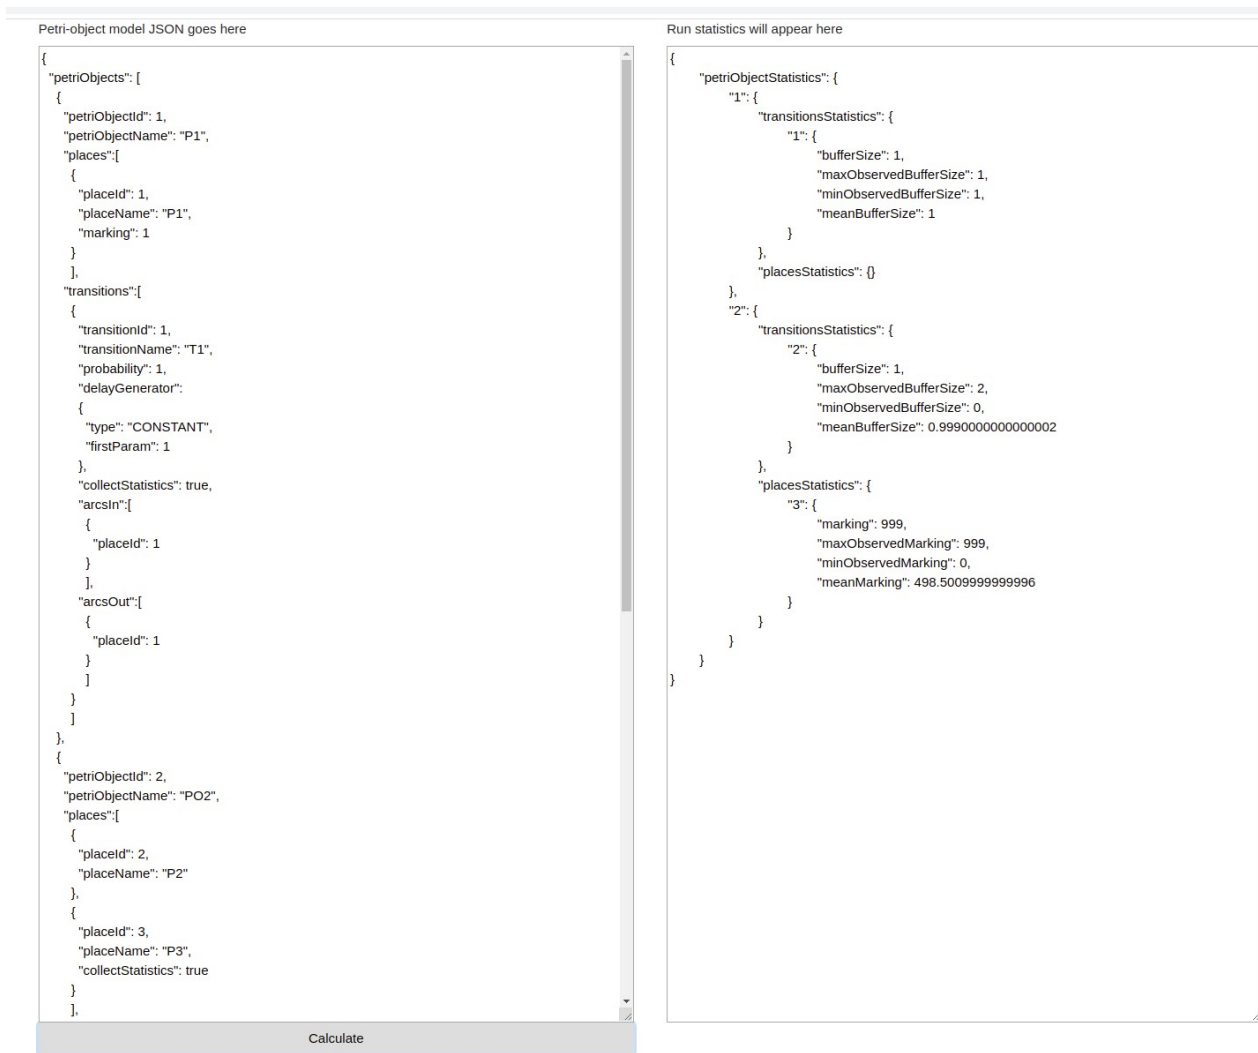 Petri-object model JSON goes here
{
"petriObjects": [
{
"petriObjectId": 1,
"petriObjectName": "P1",
"places":[
{
"placeId": 1,
"placeName": "P1",
"marking": 1
}
],
"transitions":[
{
"transitionId": 1,
"transitionName": "T1",
"probability": 1,
"delayGenerator":
{
"type": "CONSTANT",
"firstParam": 1
},
"collectStatistics": true,
"arcsIn":[
{
"placeId": 1
}
],
"arcsOut":[
{
"placeId": 1
}
]
}
]
},
{
"petriObjectId": 2,
"petriObjectName": "PO2",
"places":[
{
"placeId": 2,
"placeName": "P2"
},
{
"placeId": 3,
"placeName": "P3",
"collectStatistics": true
}
],
Calculate
Run statistics will appear here
{
"petriObjectStatistics": {
"1": {
"transitionsStatistics": {
"1": {
"bufferSize": 1,
"maxObservedBufferSize": 1,
"minObservedBufferSize": 1,
"meanBufferSize": 1
}
},
"placesStatistics": {}
},
"2": {
"transitionsStatistics": {
"2": {
"bufferSize": 1,
"maxObservedBufferSize": 2,
"minObservedBufferSize": 0,
"meanBufferSize": 0.9990000000000002
}
},
"placesStatistics": {
"3": {
"marking": 999,
"maxObservedMarking": 999,
"minObservedMarking": 0,
"meanMarking": 498.5009999999996
}
}
}
}
}